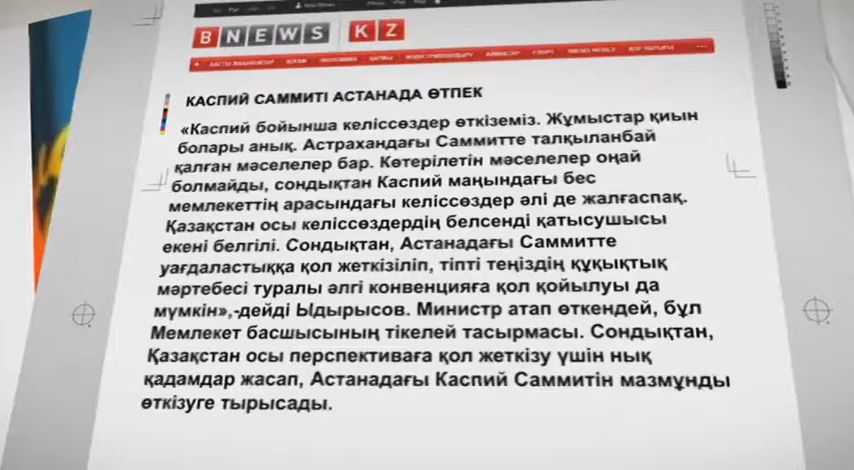 BNEWS KZ
КАСПИЙ САММИТІ АСТАНАДА ӨТПЕК
«Каспий бойынша келіссөздер өткіземіз. Жұмыстар қиын
болары анық. Астрахандағы Саммитте талқыланбай
қалған мәселелер бар. Көтерілетін мәселелер оңай
болмайды, сондықтан Каспий маңындағы бес
мемлекеттің арасындағы келіссөздер әлі де жалғаспақ.
Қазақстан осы келіссөздердің белсенді қатысушысы
екені белгілі. Сондықтан, Астанадағы Саммитте
уағдаластыққа қол жеткізіліп, тіпті теңіздің құқықтық
мәртебесі туралы әлгі конвенцияға қол қойылуы да
мүмкін»,-дейді Ыдырысов. Министр атап өткендей, бұл
Мемлекет басшысының тікелей тасырмасы. Сондықтан,
Қазақстан осы перспективаға қол жеткізу үшін нық
қадамдар жасап, Астанадағы Каспий Саммитін мазмұнды
өткізуге тырысады.